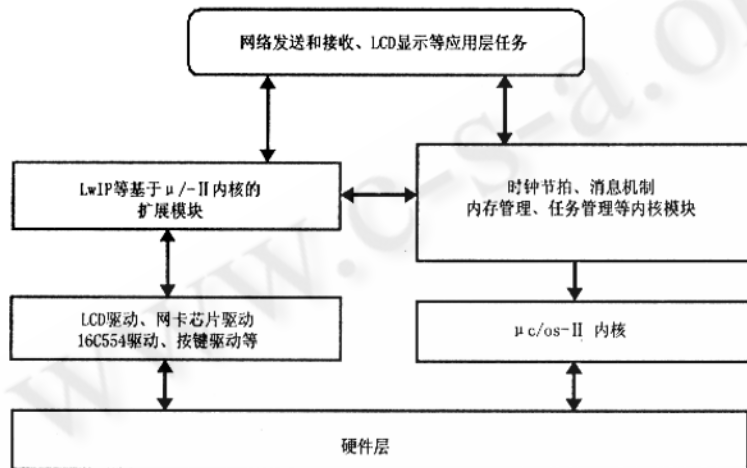 网络发送和接收、LCD显示等应用层任务
LwIP等基于μ/-Ⅱ内核的
扩展模块
时钟节拍、消息机制
内存管理、任务管理等内核模块
LCD驱动、网卡芯片驱动
16C554驱动、按键驱动等
μc/os-Ⅱ 内核
硬件层
www.c-s-a.o